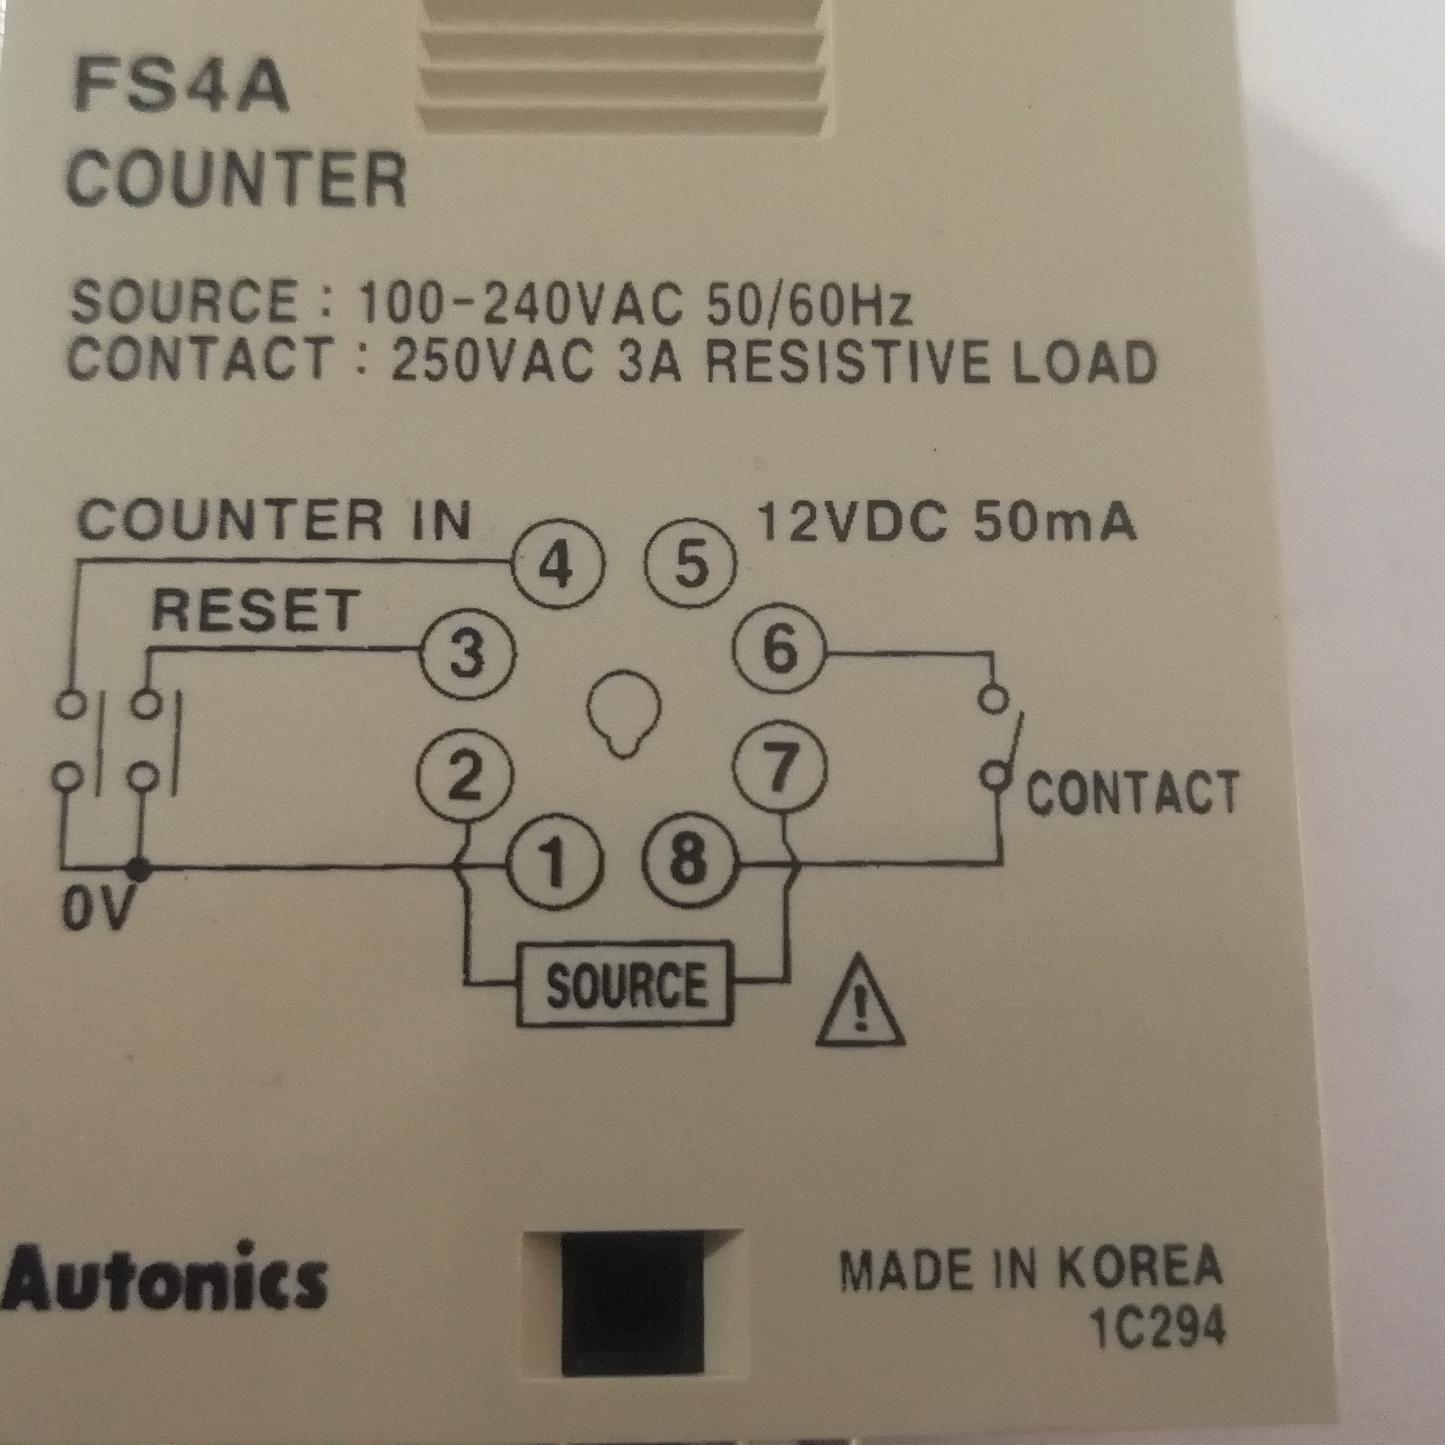 FS4A
COUNTER
SOURCE : 100-240VAC 50/60Hz
CONTACT : 250VAC 3A RESISTIVE LOAD
COUNTER IN
4
5
12VDC 50mA
RESET
3
6
2
7
CONTACT
1
8
0V
SOURCE
!
Autonics
MADE IN KOREA
1C294